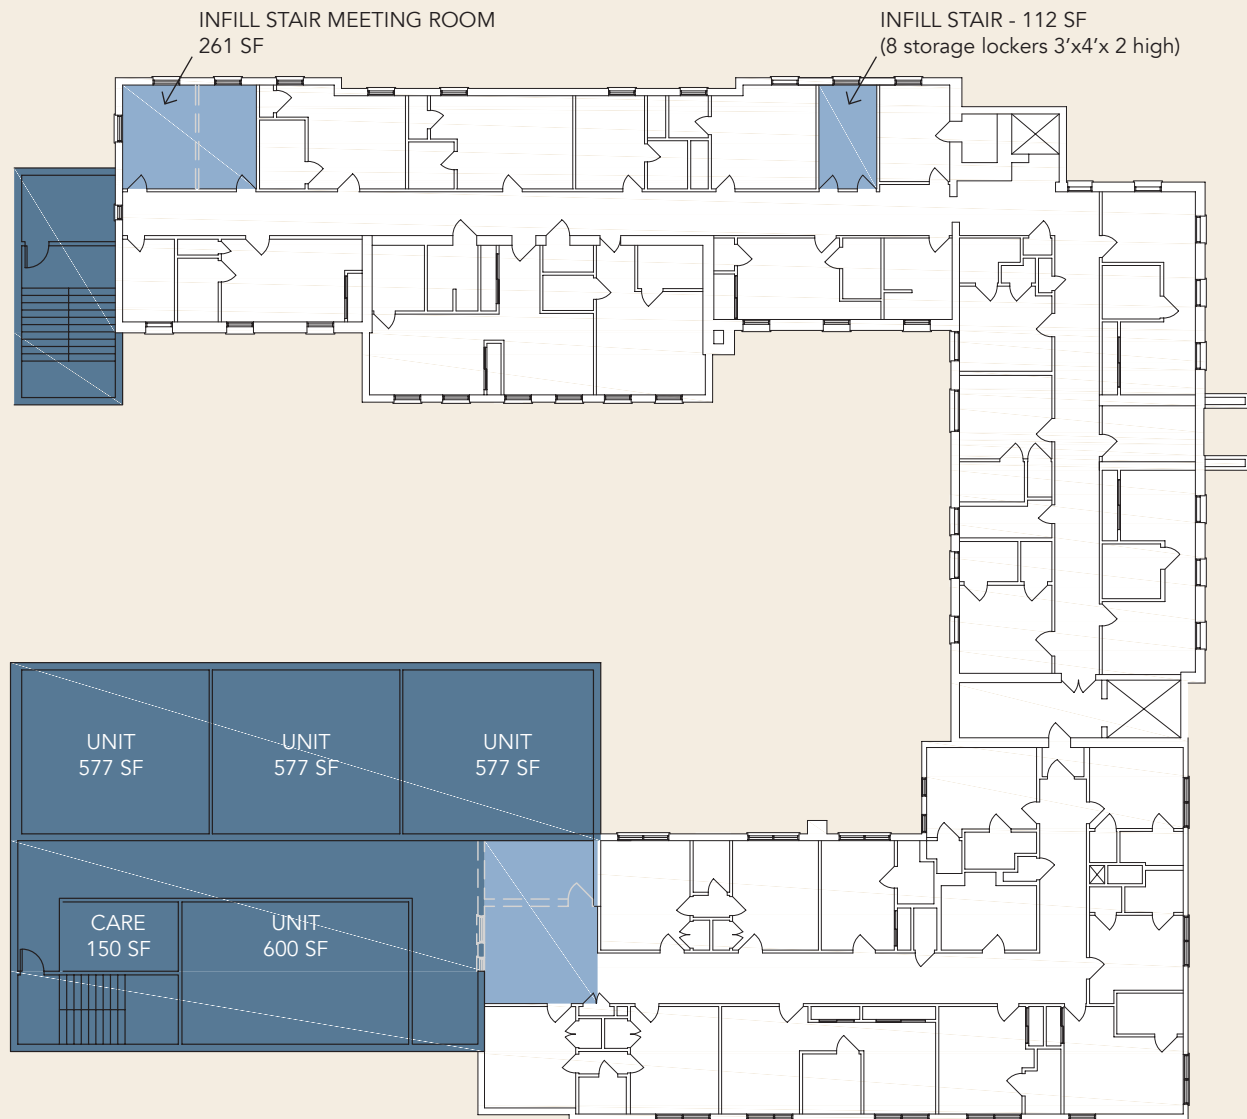 INFILL STAIR MEETING ROOM
261 SF
INFILL STAIR - 112 SF
(8 storage lockers 3’x4’x 2 high)
UNIT
577 SF
UNIT
577 SF
UNIT
577 SF
CARE
150 SF
UNIT
600 SF